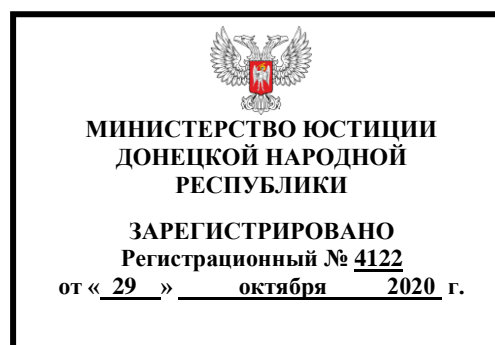 МИНИСТЕРСТВО ЮСТИЦИИ
ДОНЕЦКОЙ НАРОДНОЙ
РЕСПУБЛИКИ
ЗАРЕГИСТРИРОВАНО
Регистрационный № 4122
от « 29 » октября 2020 г.